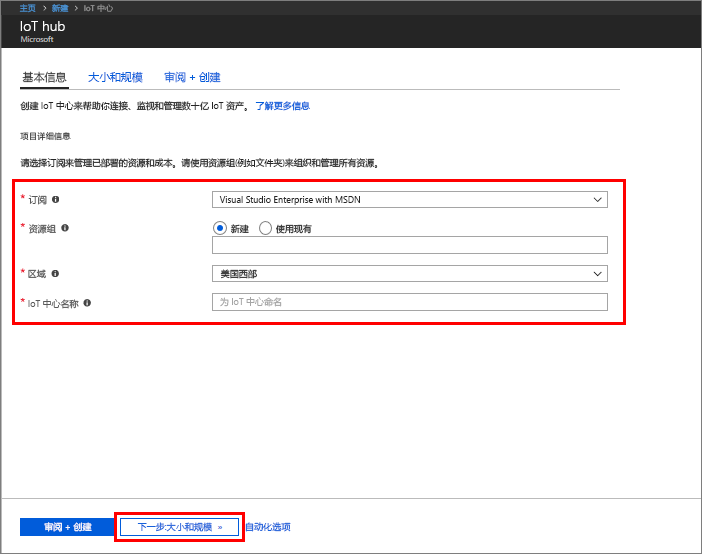 主页 > 新建 > IoT 中心
IoT hub
Microsoft
基本信息 大小和规模 审阅 + 创建
创建 IoT 中心来帮助你连接、监视和管理数十亿 IoT 资产。 了解更多信息
项目详细信息
请选择订阅来管理已部署的资源和成本。请使用资源组(例如文件夹)来组织和管理所有资源。
* 订阅 Visual Studio Enterprise with MSDN
* 资源组 新建 使用现有
* 区域 美国西部
* IoT 中心名称 为 IoT 中心命名
审阅 + 创建 下一步:大小和规模 » 自动化选项